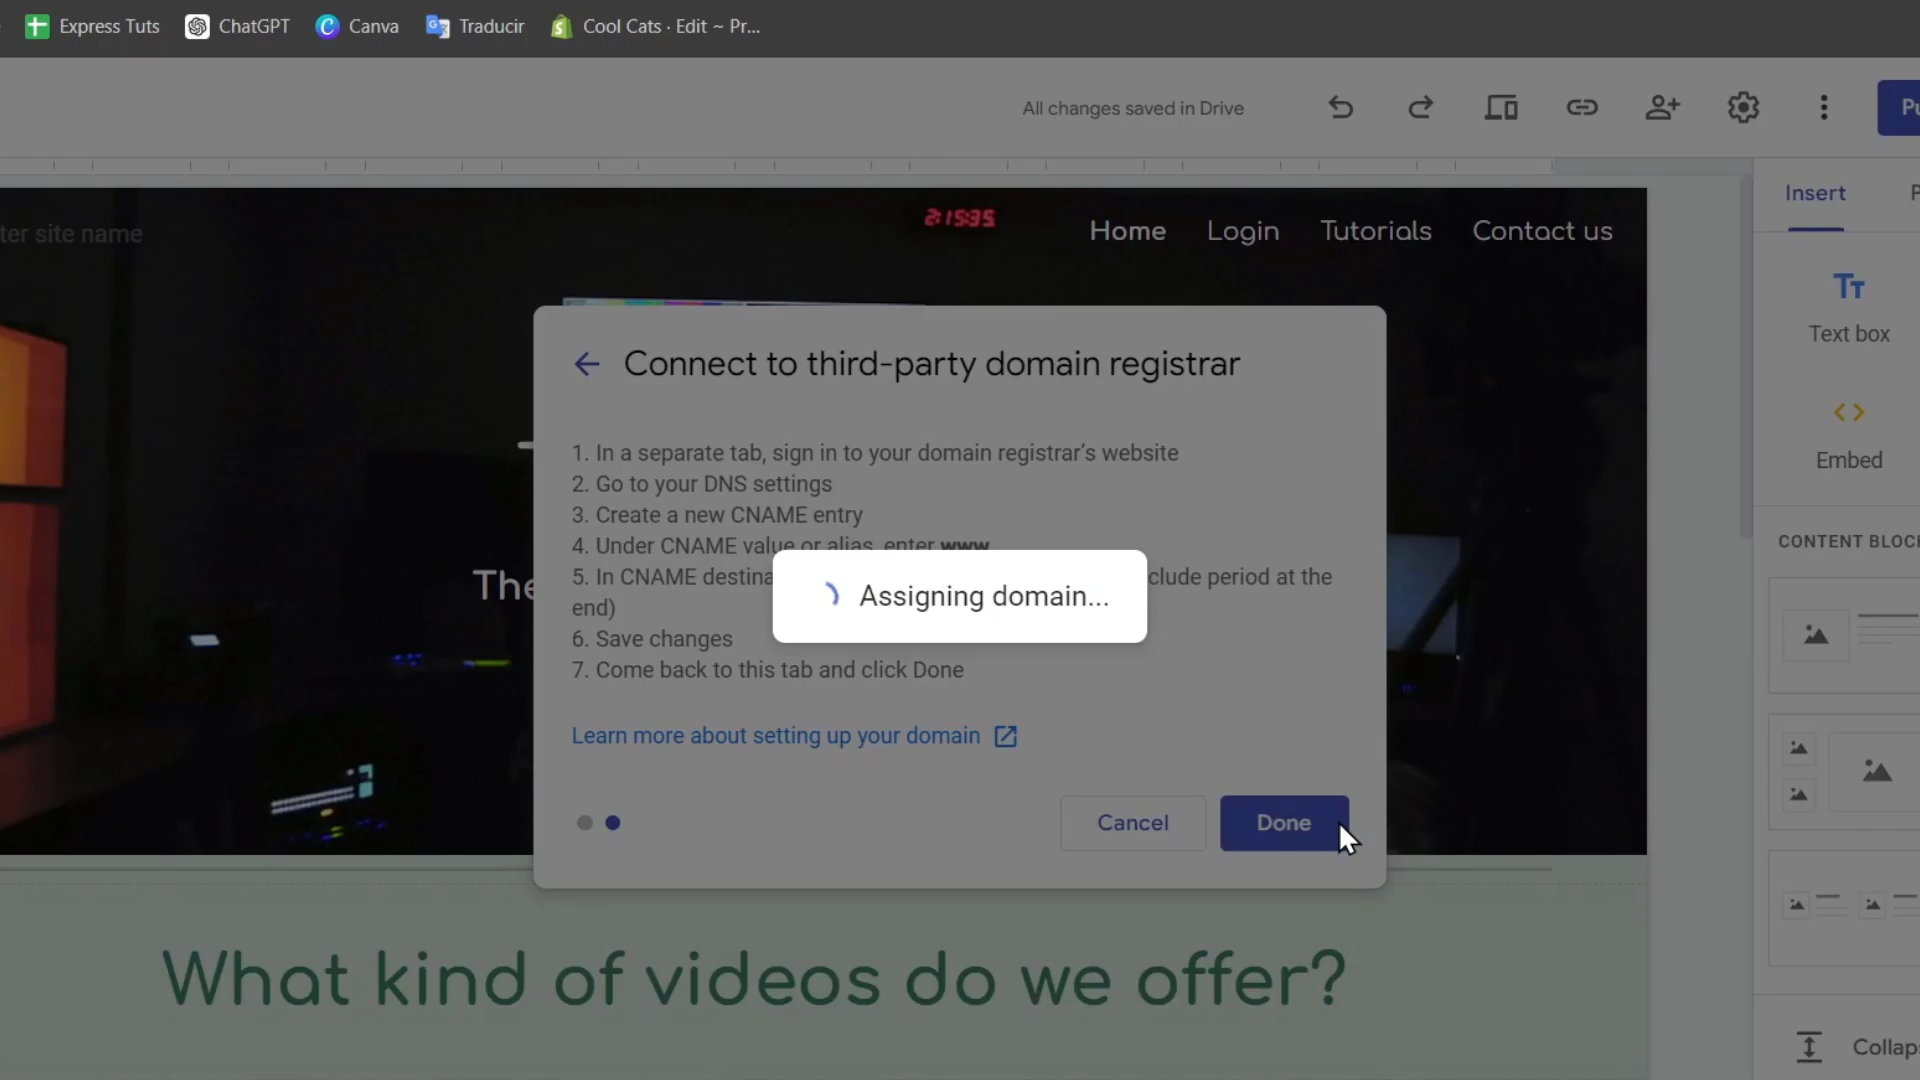 Express Tuts ChatGPT Canva Traducir Cool Cats · Edit ~ Pr...
All changes saved in Drive
Insert
ter site name
2:15:35
Home Login Tutorials Contact us
Text box
Embed
Connect to third-party domain registrar
1. In a separate tab, sign in to your domain registrar's website
2. Go to your DNS settings
3. Create a new CNAME entry
4. Under CNAME value or alias, enter www
5. In CNAME destina clude period at the
end)
6. Save changes
7. Come back to this tab and click Done
Assigning domain...
The
Learn more about setting up your domain
Cancel Done
CONTENT BLOCK
What kind of videos do we offer?
Collaps